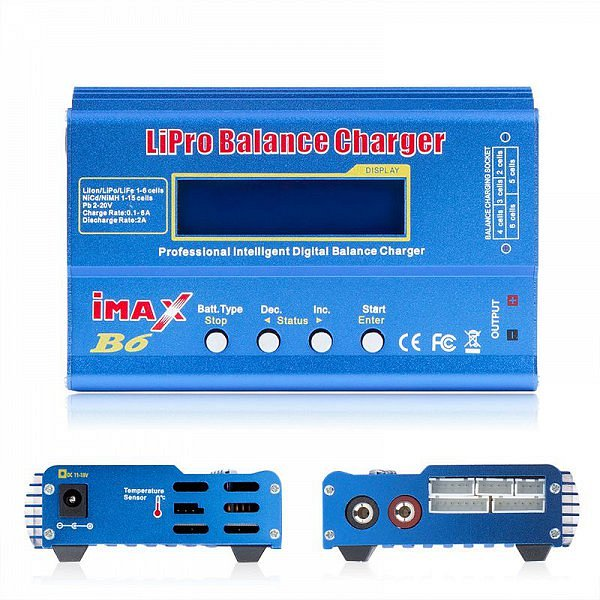 LiPro Balance Charger
DISPLAY
LiIon/LiPo/LiFe 1-6 cells
NiCd/NiMH 1-15 cells
Pb 2-20V
Charge Rate:0.1-6A
Discharge Rate:2A
Professional Intelligent Digital Balance Charger
BALANCE CHARGING SOCKET
4 cells 3 cells 2 cells
6 cells 5 cells
iMAX
B6
Batt.Type Dec. Inc. Start
Stop ◄ Status ► Enter
CE FC
OUTPUT
+
-
DC 11-18V
Temperature
Sensor
°C